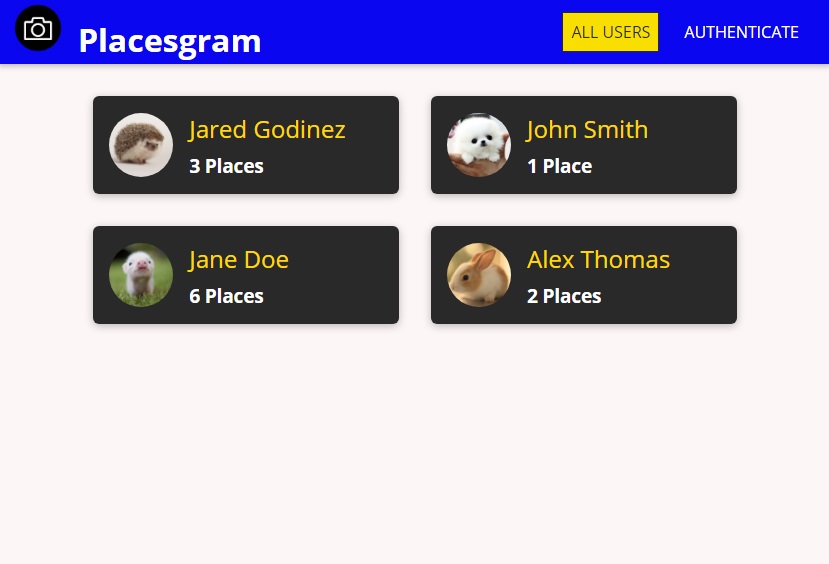 Placesgram
ALL USERS
AUTHENTICATE
Jared Godinez
3 Places
John Smith
1 Place
Jane Doe
6 Places
Alex Thomas
2 Places